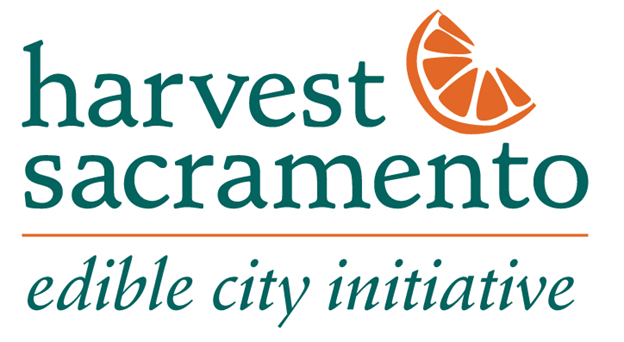 harvest
sacramento
edible city initiative